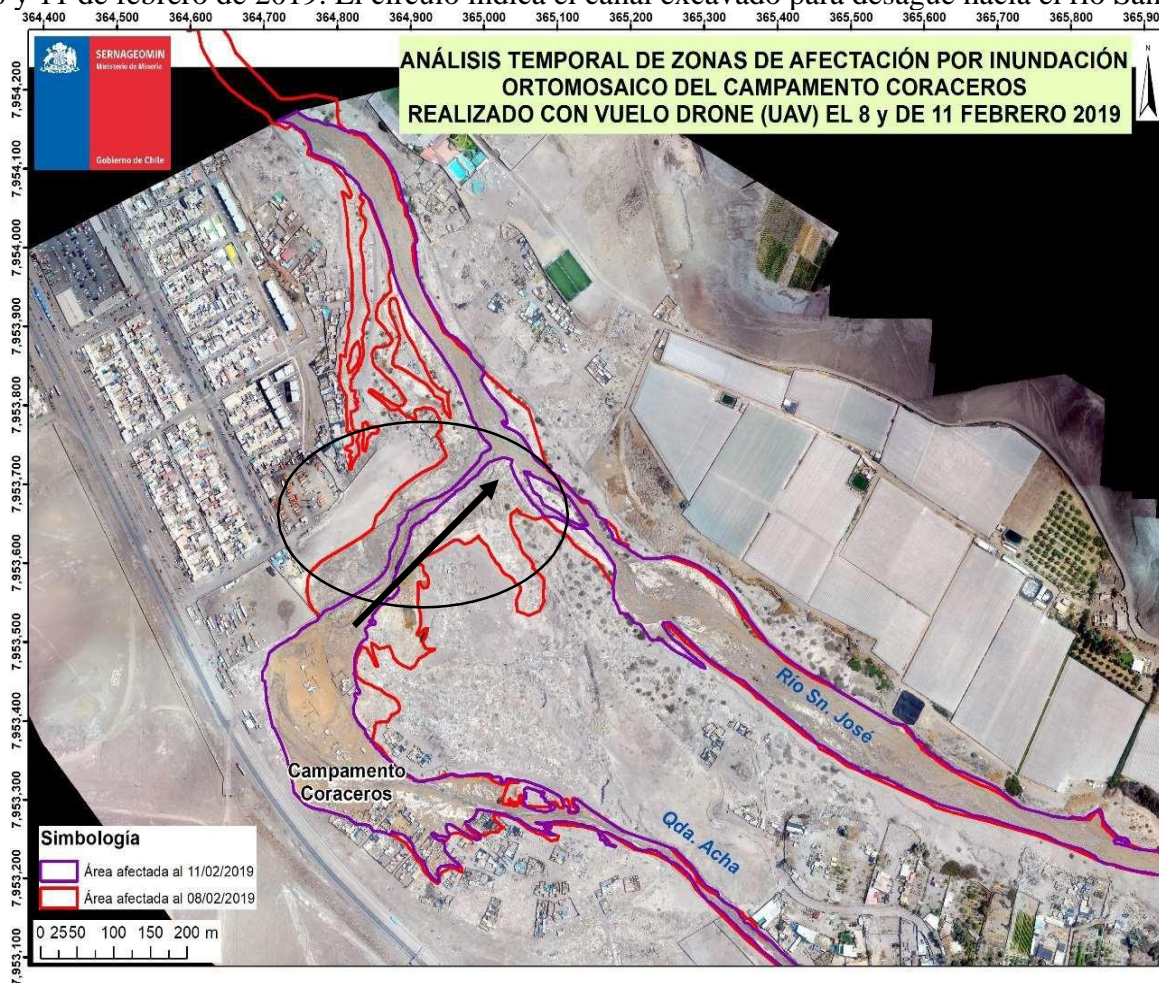 y 11 de febrero de 2019. El círculo indica el canal excavado para desagüe hacia el río
364,400 364,500 364,600 364,700 364,800 364,900 365,000 365,100 365,200 365,300 365,400 365,500 365,600 365,700 365,800
SERNAGEOMIN
Ministerio de Minería
Gobierno de Chile
ANÁLISIS TEMPORAL DE ZONAS DE AFECTACIÓN POR INUNDACIÓN
ORTOMOSAICO DEL CAMPAMENTO CORACEROS
REALIZADO CON VUELO DRONE (UAV) EL 8 y DE 11 FEBRERO 2019
N
7,954,200
7,954,100
7,954,000
7,953,900
7,953,800
7,953,700
7,953,600
7,953,500
7,953,400
7,953,300
7,953,200
7,953,100
Río Sn. José
Campamento
Coraceros
Qda. Acha
Simbología
Área afectada al 11/02/2019
Área afectada al 08/02/2019
0 25 50 100 150 200 m